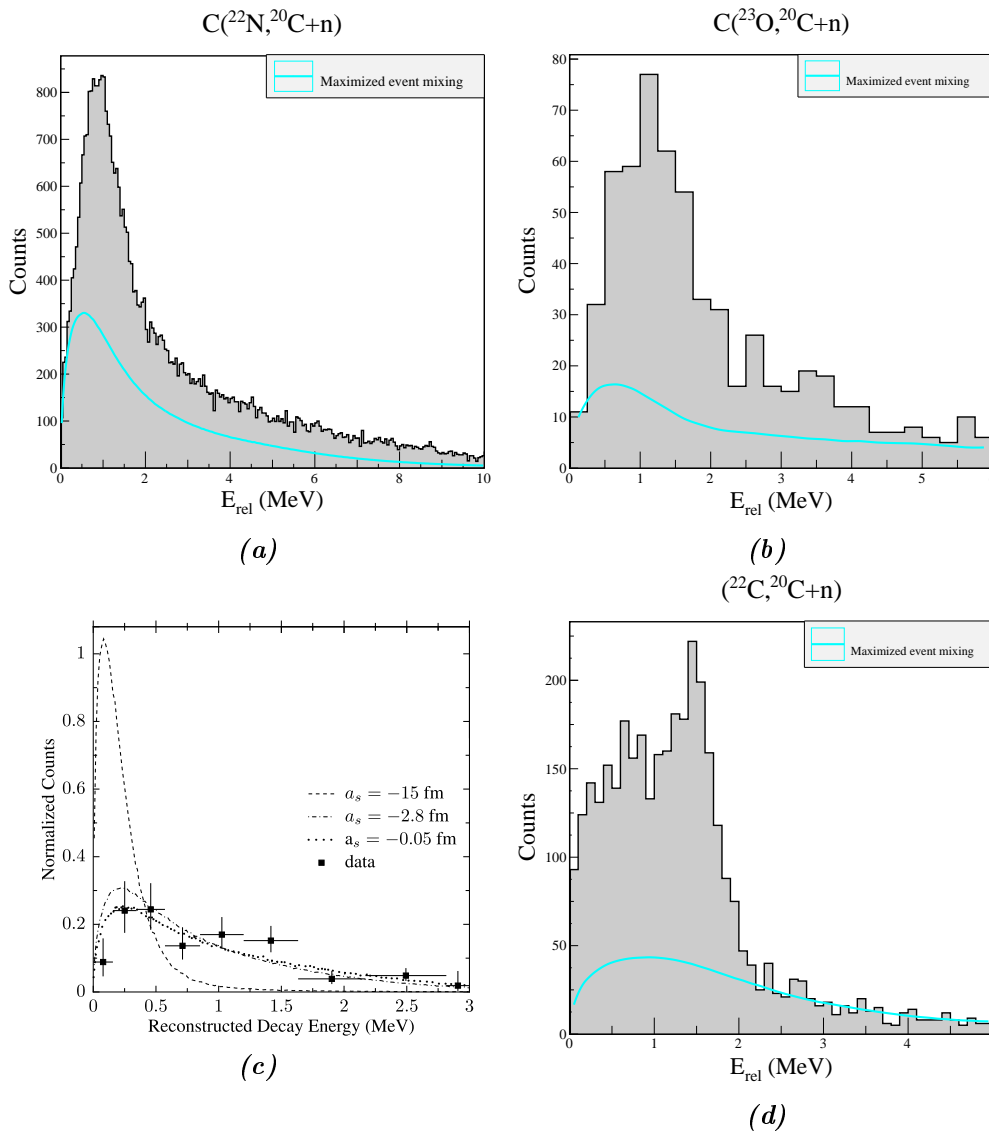 C(²²N,²⁰C+n)
Maximized event mixing
Counts
800
700
600
500
400
300
200
100
0
0 2 4 6 8 10
E_rel (MeV)
(a)
C(²³O,²⁰C+n)
Maximized event mixing
Counts
80
70
60
50
40
30
20
10
0
0 1 2 3 4 5
E_rel (MeV)
(b)
Normalized Counts
1
0.8
0.6
0.4
0.2
0
a_s = −15 fm
a_s = −2.8 fm
a_s = −0.05 fm
data
0 0.5 1 1.5 2 2.5 3
Reconstructed Decay Energy (MeV)
(c)
(²²C,²⁰C+n)
Maximized event mixing
Counts
200
150
100
50
0
0 1 2 3 4
E_rel (MeV)
(d)